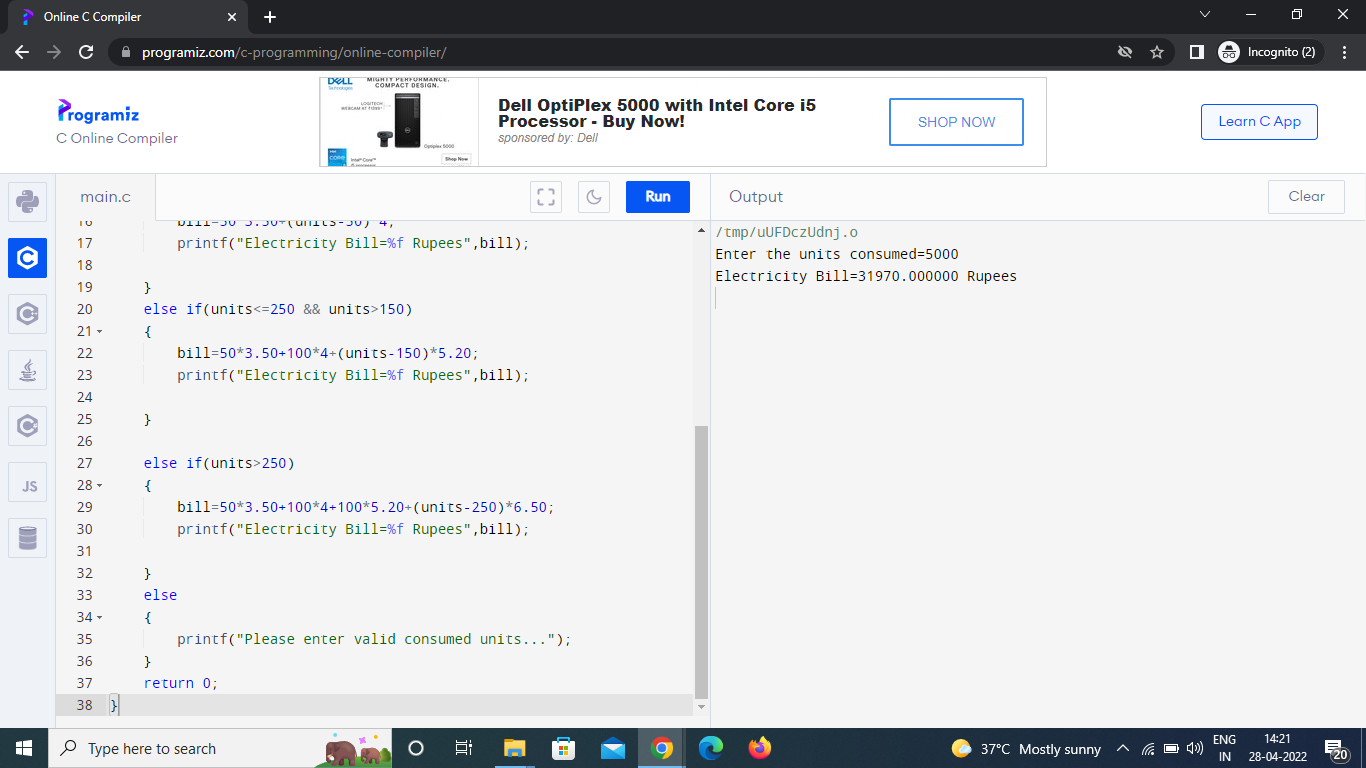 Online C Compiler
programiz.com/c-programming/online-compiler/
Incognito (2)
Programiz
C Online Compiler
DELL
Technologies
MIGHTY PERFORMANCE.
COMPACT DESIGN.
Optiplex 5000
Shop Now
Dell OptiPlex 5000 with Intel Core i5
Processor - Buy Now!
sponsored by: Dell
SHOP NOW
Learn C App
main.c
Run
Output
Clear
16 bill=50*3.50+(units-50)*4;
17 printf("Electricity Bill=%f Rupees",bill);
18
19 }
20 else if(units<=250 && units>150)
21 {
22 bill=50*3.50+100*4+(units-150)*5.20;
23 printf("Electricity Bill=%f Rupees",bill);
24
25 }
26
27 else if(units>250)
28 {
29 bill=50*3.50+100*4+100*5.20+(units-250)*6.50;
30 printf("Electricity Bill=%f Rupees",bill);
31
32 }
33 else
34 {
35 printf("Please enter valid consumed units...");
36 }
37 return 0;
38 }
JS
/tmp/uUFDczUdnj.o
Enter the units consumed=5000
Electricity Bill=31970.000000 Rupees
Type here to search
37°C Mostly sunny
ENG
IN
14:21
28-04-2022
20